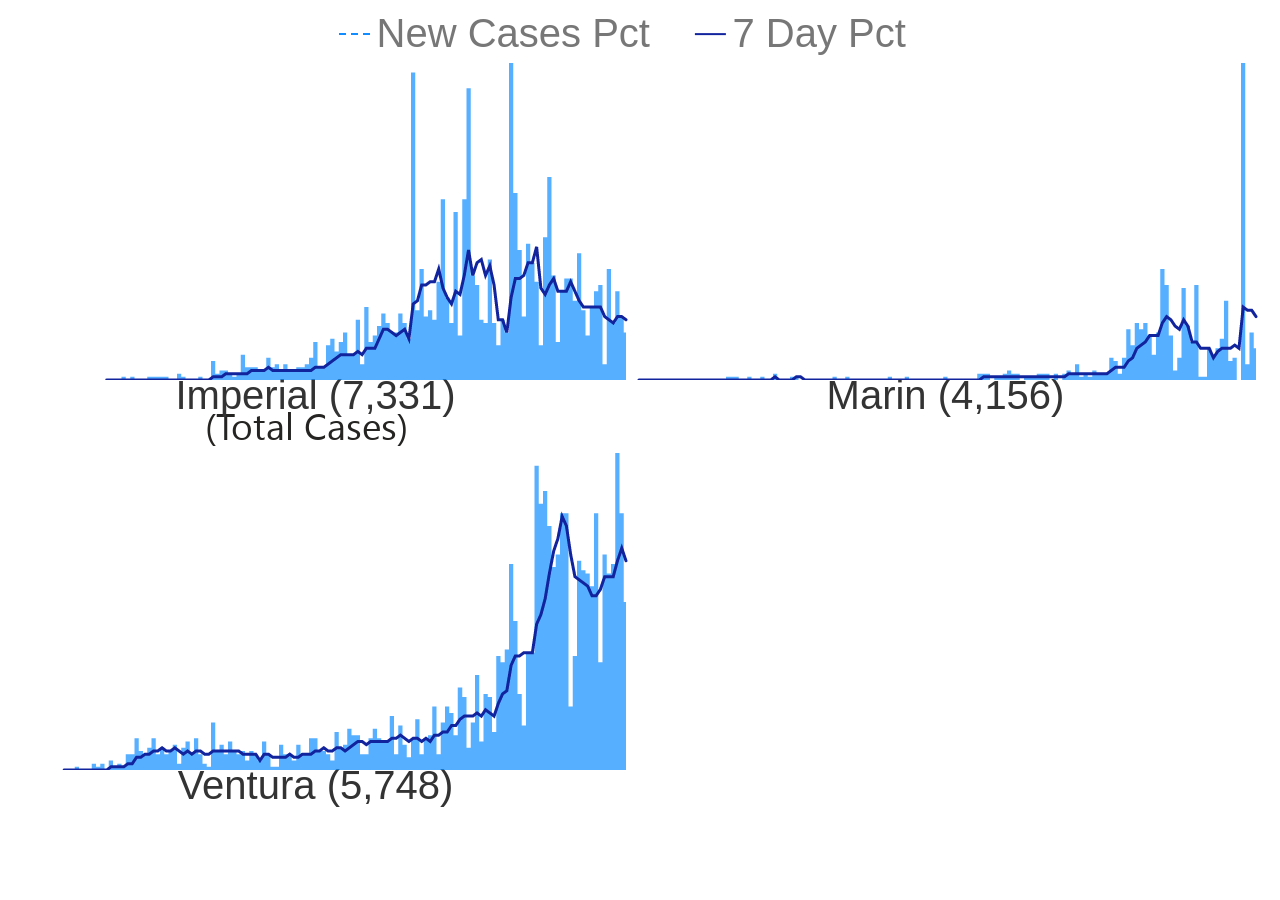 New Cases Pct 7 Day Pct
Imperial (7,331) Marin (4,156)
(Total Cases)
Ventura (5,748)